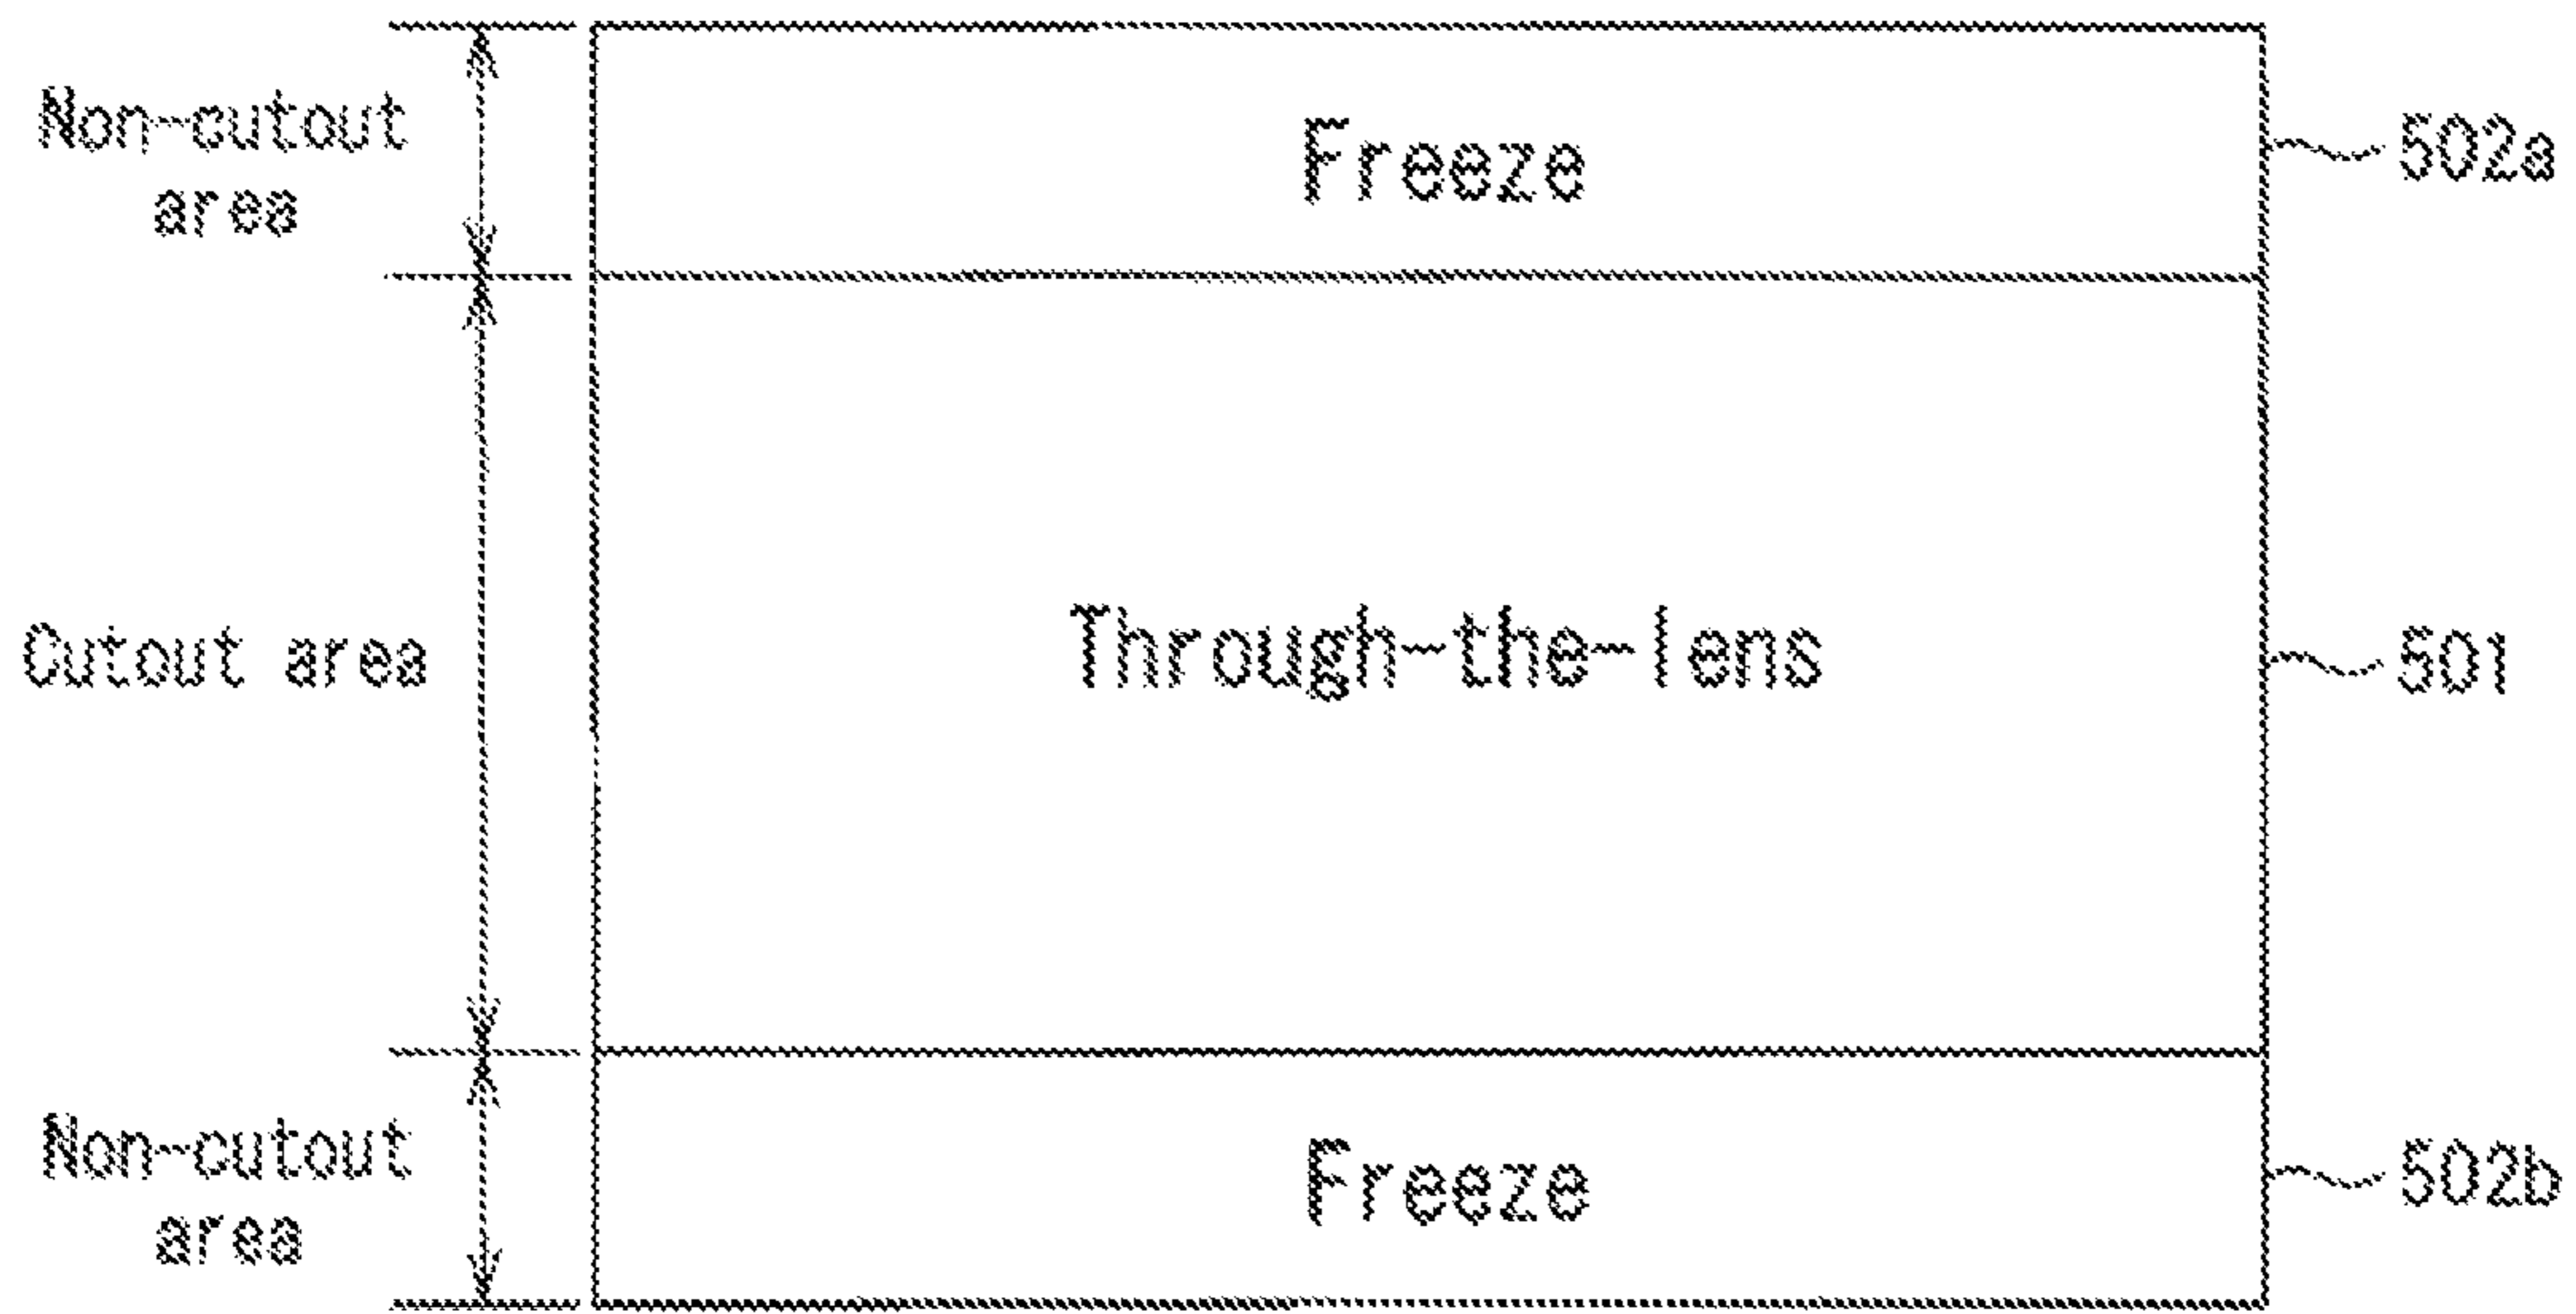 Non-cutout
area
Freeze
502a
Cutout area
Through-the-lens
501
Non-cutout
area
Freeze
502b